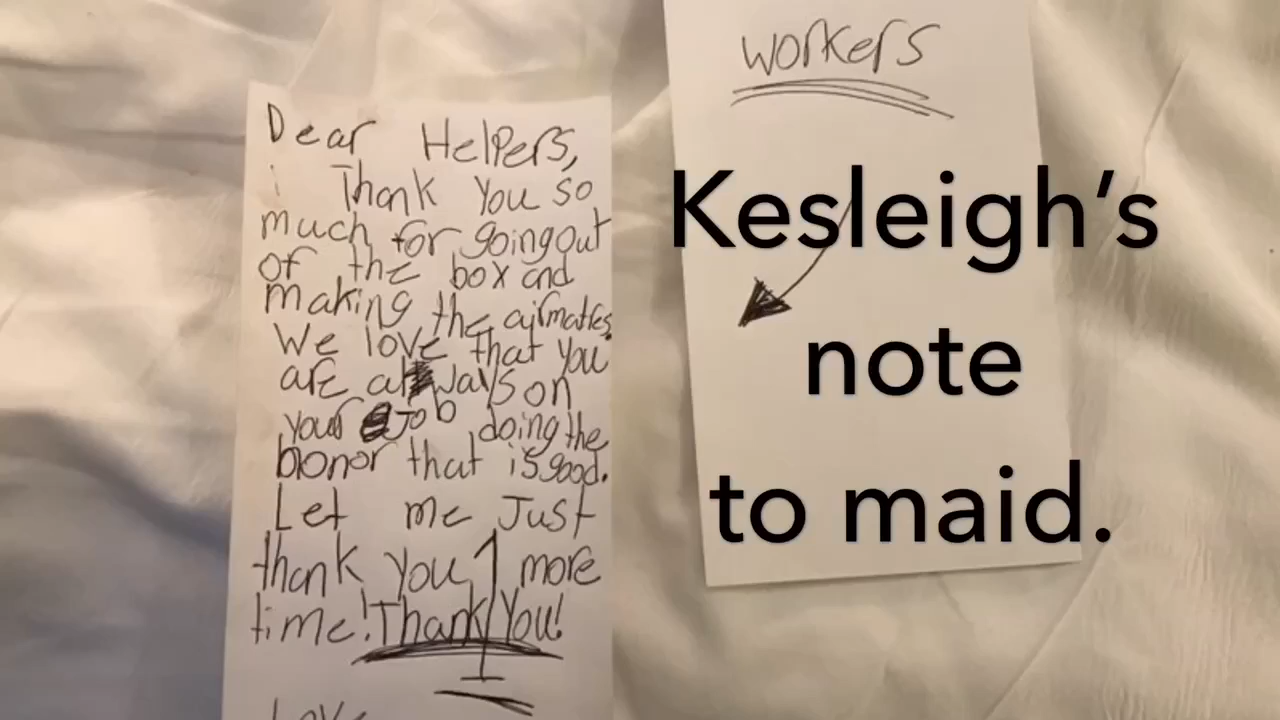 Dear Helpers,
i Thank You so
much for going out
of the box and
making the airmatles.
We love that you
are always on
your Job doing the
bonor that is good.
Let me Just
thank you 1 more
time! Thank You!
Love
workers
Kesleigh's
note
to maid.